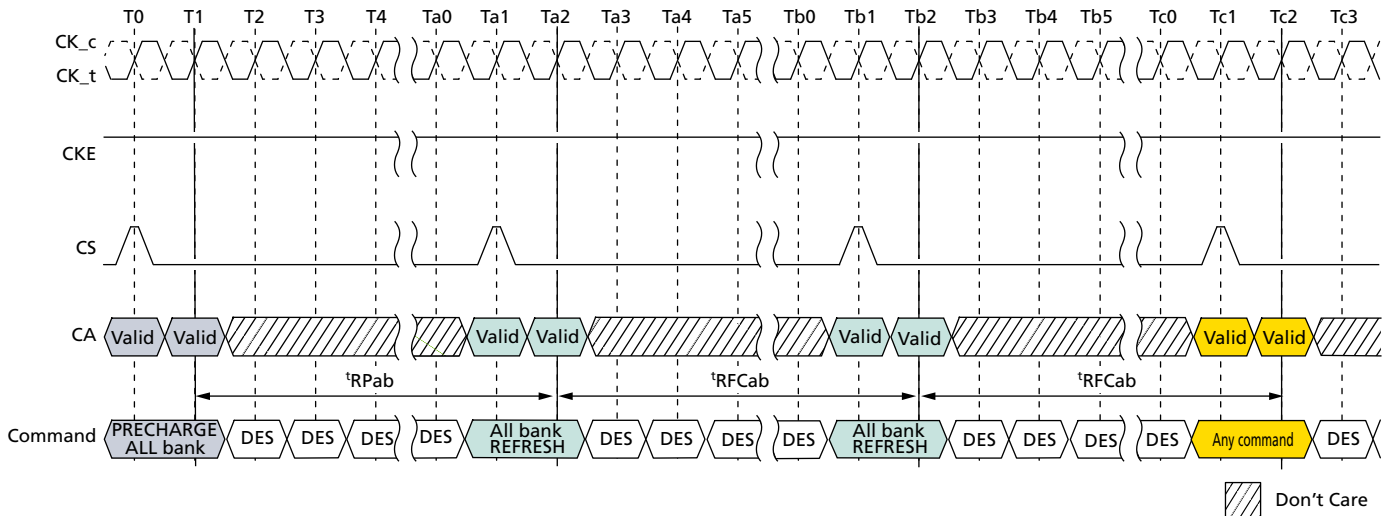 T0 T1 T2 T3 T4 Ta0 Ta1 Ta2 Ta3 Ta4 Ta5 Tb0 Tb1 Tb2 Tb3 Tb4 Tb5 Tc0 Tc1 Tc2 Tc3
CK_c
CK_t
CKE
CS
CA Valid Valid Valid Valid Valid Valid Valid Valid
tRPab tRFCab tRFCab
Command PRECHARGE ALL bank DES DES DES DES All bank REFRESH DES DES DES DES All bank REFRESH DES DES DES DES Any command DES
Don't Care